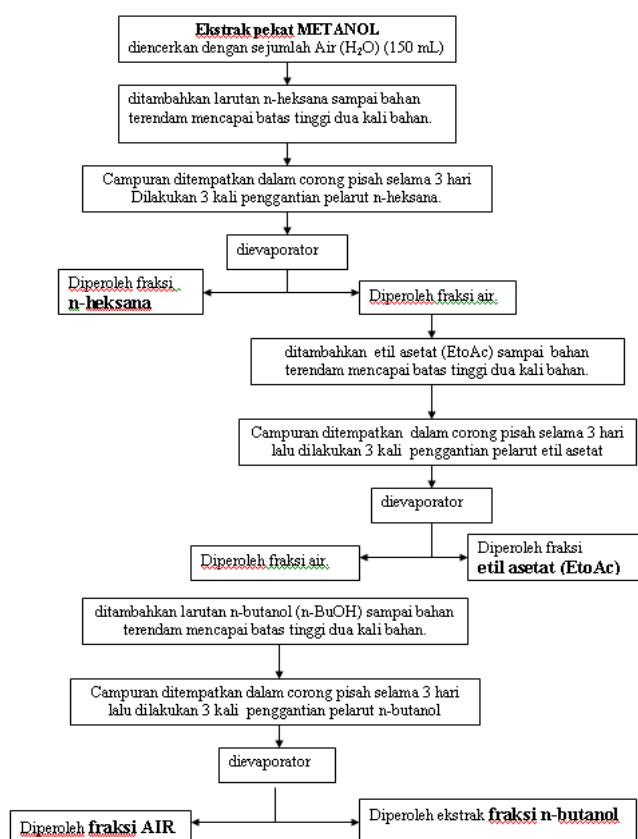 Ekstrak pekat METANOL
diencerkan dengan sejumlah Air (H₂O) (150 mL)
ditambahkan larutan n-heksana sampai bahan
terendam mencapai batas tinggi dua kali bahan.
Campuran ditempatkan dalam corong pisah selama 3 hari
Dilakukan 3 kali penggantian pelarut n-heksana.
dievaporator
Diperoleh fraksi
n-heksana
Diperoleh fraksi air.
ditambahkan etil asetat (EtoAc) sampai bahan
terendam mencapai batas tinggi dua kali bahan.
Campuran ditempatkan dalam corong pisah selama 3 hari
lalu dilakukan 3 kali penggantian pelarut etil asetat
dievaporator
Diperoleh fraksi air.
Diperoleh fraksi
etil asetat (EtoAc)
ditambahkan larutan n-butanol (n-BuOH) sampai bahan
terendam mencapai batas tinggi dua kali bahan.
Campuran ditempatkan dalam corong pisah selama 3 hari
lalu dilakukan 3 kali penggantian pelarut n-butanol
dievaporator
Diperoleh fraksi AIR
Diperoleh ekstrak fraksi n-butanol